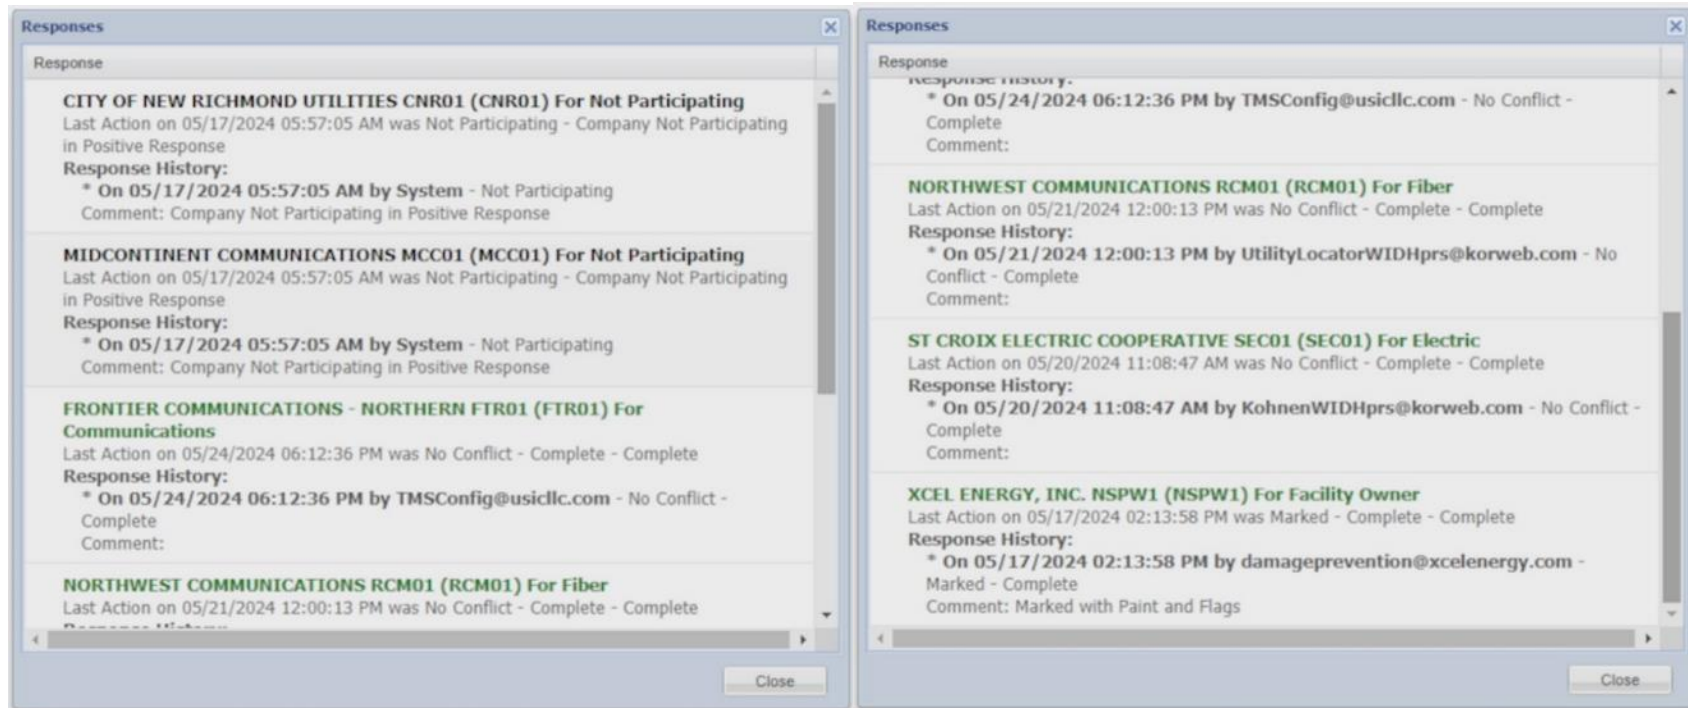 Responses
Response
CITY OF NEW RICHMOND UTILITIES CNR01 (CNR01) For Not Participating
Last Action on 05/17/2024 05:57:05 AM was Not Participating - Company Not Participating
in Positive Response
Response History:
* On 05/17/2024 05:57:05 AM by System - Not Participating
Comment: Company Not Participating in Positive Response
MIDCONTINENT COMMUNICATIONS MCC01 (MCC01) For Not Participating
Last Action on 05/17/2024 05:57:05 AM was Not Participating - Company Not Participating
in Positive Response
Response History:
* On 05/17/2024 05:57:05 AM by System - Not Participating
Comment: Company Not Participating in Positive Response
FRONTIER COMMUNICATIONS - NORTHERN FTR01 (FTR01) For
Communications
Last Action on 05/24/2024 06:12:36 PM was No Conflict - Complete - Complete
Response History:
* On 05/24/2024 06:12:36 PM by TMSConfig@usicllc.com - No Conflict -
Complete
Comment:
NORTHWEST COMMUNICATIONS RCM01 (RCM01) For Fiber
Last Action on 05/21/2024 12:00:13 PM was No Conflict - Complete - Complete
Response History:
Close
Responses
Response
Response History:
* On 05/24/2024 06:12:36 PM by TMSConfig@usicllc.com - No Conflict -
Complete
Comment:
NORTHWEST COMMUNICATIONS RCM01 (RCM01) For Fiber
Last Action on 05/21/2024 12:00:13 PM was No Conflict - Complete - Complete
Response History:
* On 05/21/2024 12:00:13 PM by UtilityLocatorWIDHprs@korweb.com - No
Conflict - Complete
Comment:
ST CROIX ELECTRIC COOPERATIVE SEC01 (SEC01) For Electric
Last Action on 05/20/2024 11:08:47 AM was No Conflict - Complete - Complete
Response History:
* On 05/20/2024 11:08:47 AM by KohnenWIDHprs@korweb.com - No Conflict -
Complete
Comment:
XCEL ENERGY, INC. NSPW1 (NSPW1) For Facility Owner
Last Action on 05/17/2024 02:13:58 PM was Marked - Complete - Complete
Response History:
* On 05/17/2024 02:13:58 PM by damageprevention@xcelenergy.com -
Marked - Complete
Comment: Marked with Paint and Flags
Close